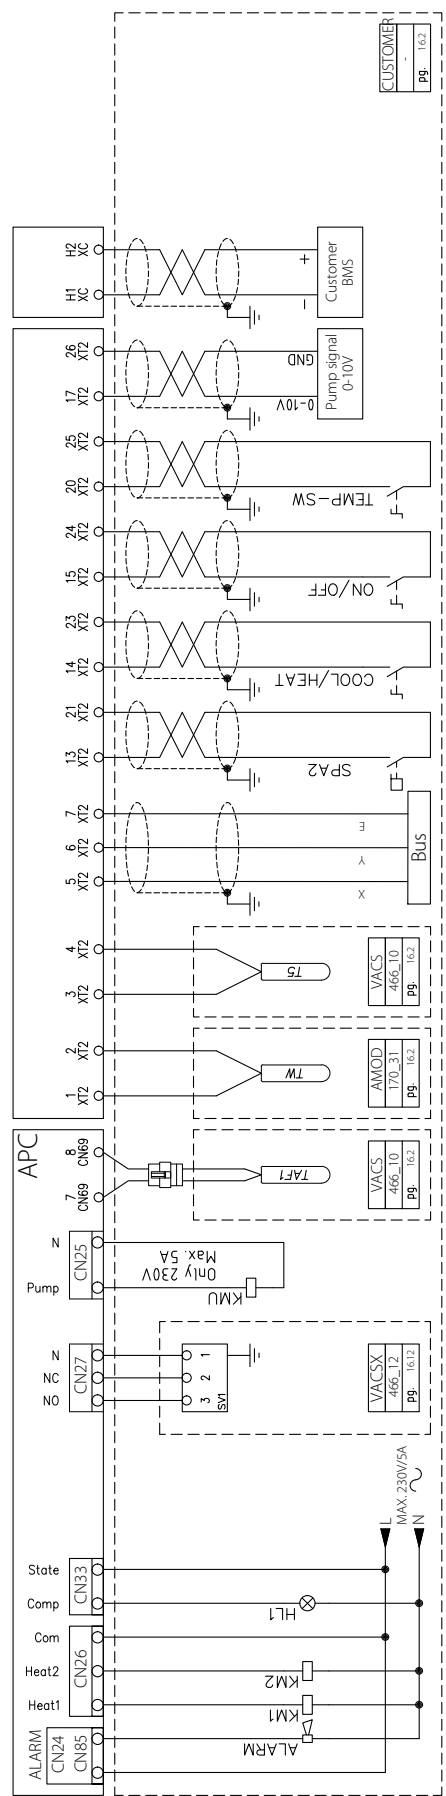 CUSTOMER
-
pg. 16.2
H2
XC
H1
XC
+
-
Customer
BMS
26
XT2
17
XT2
GND
0-10V
Pump signal
0-10V
25
XT2
20
XT2
TEMP-SW
24
XT2
15
XT2
ON/OFF
23
XT2
14
XT2
COOL/HEAT
21
XT2
13
XT2
SPA2
7
XT2
6
XT2
5
XT2
E
Y
X
Bus
4
XT2
3
XT2
T5
VACS
466_10
pg. 16.2
2
XT2
1
XT2
TW
AMOD
170_31
pg. 16.2
APC
8
CN69
7
CN69
TAF1
VACS
466_10
pg. 16.2
N
Pump
CN25
Only 230V
Max. 5A
KMU
N
NC
NO
CN27
1
2
3
SV1
VACSX
466_12
pg. 16.12
MAX. 230V/5A
L
N
State
Comp
CN33
HL1
Com
Heat2
Heat1
CN26
KM2
KM1
ALARM
CN24
CN85
ALARM